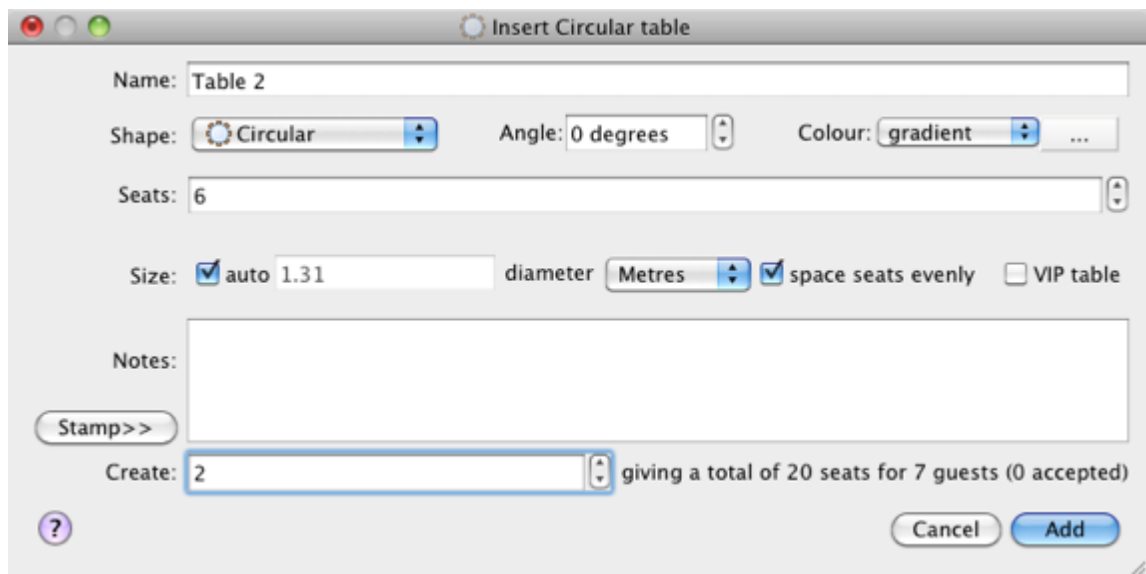 Insert Circular table
Name: Table 2
Shape: Circular Angle: 0 degrees Colour: gradient ...
Seats: 6
Size: auto 1.31 diameter Metres space seats evenly VIP table
Notes:
Stamp>>
Create: 2 giving a total of 20 seats for 7 guests (0 accepted)
? Cancel Add